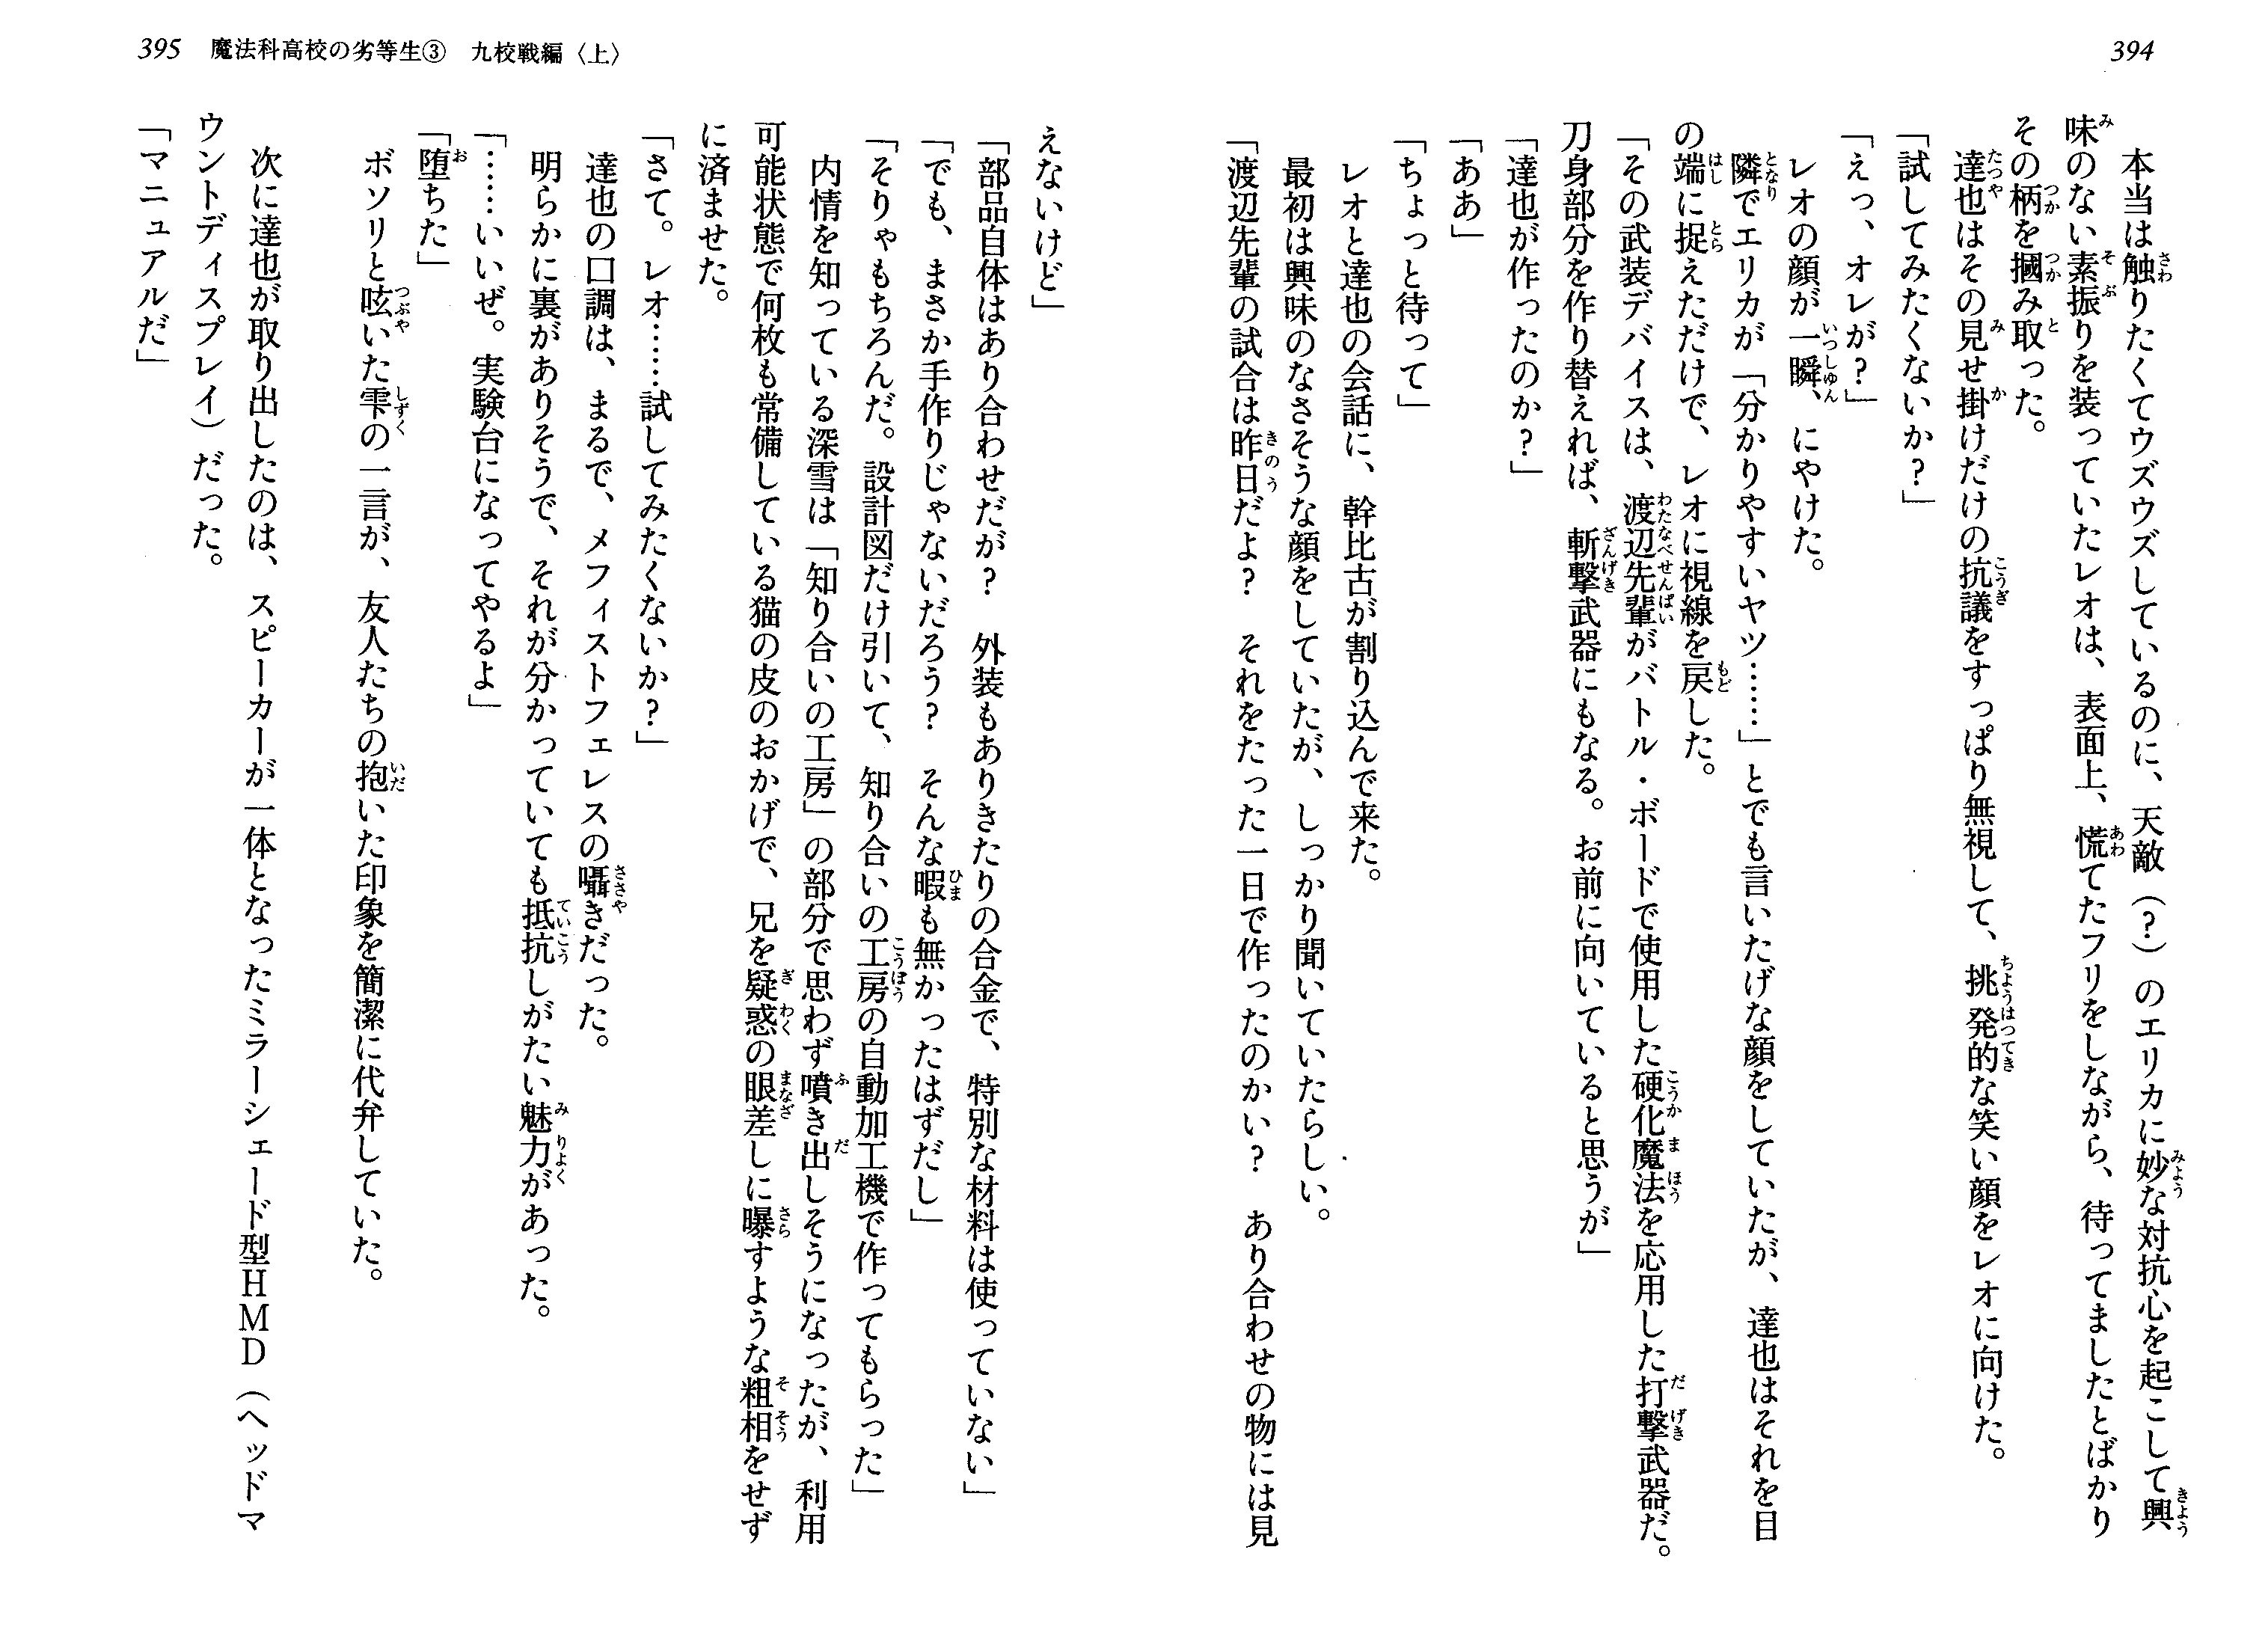 394
本当は触りたくてウズウズしているのに、天敵（？）のエリカに妙な対抗心を起こして興
味のない素振りを装っていたレオは、表面上、慌てたフリをしながら、待ってましたとばかり
その柄を摑み取った。
達也はその見せ掛けだけの抗議をすっぱり無視して、挑発的な笑い顔をレオに向けた。
「試してみたくないか？」
「えっ、オレが？」
レオの顔が一瞬、にやけた。
隣でエリカが「分かりやすいヤツ……」とでも言いたげな顔をしていたが、達也はそれを目
の端に捉えただけで、レオに視線を戻した。
「その武装デバイスは、渡辺先輩がバトル・ボードで使用した硬化魔法を応用した打撃武器だ。
刀身部分を作り替えれば、斬撃武器にもなる。お前に向いていると思うが」
「達也が作ったのか？」
「ああ」
「ちょっと待って」
レオと達也の会話に、幹比古が割り込んで来た。
最初は興味のなさそうな顔をしていたが、しっかり聞いていたらしい。
「渡辺先輩の試合は昨日だよ？　それをたった一日で作ったのかい？　あり合わせの物には見
395 魔法科高校の劣等生③　九校戦編〈上〉
えないけど」
「部品自体はあり合わせだが？　外装もありきたりの合金で、特別な材料は使っていない」
「でも、まさか手作りじゃないだろう？　そんな暇も無かったはずだし」
「そりゃもちろんだ。設計図だけ引いて、知り合いの工房の自動加工機で作ってもらった」
内情を知っている深雪は「知り合いの工房」の部分で思わず噴き出しそうになったが、利用
可能状態で何枚も常備している猫の皮のおかげで、兄を疑惑の眼差しに曝すような粗相をせず
に済ませた。
「さて。レオ……試してみたくないか？」
達也の口調は、まるで、メフィストフェレスの囁きだった。
明らかに裏がありそうで、それが分かっていても抵抗しがたい魅力があった。
「……いいぜ。実験台になってやるよ」
「堕ちた」
ボソリと呟いた雫の一言が、友人たちの抱いた印象を簡潔に代弁していた。
次に達也が取り出したのは、スピーカーが一体となったミラーシェード型ＨＭＤ（ヘッドマ
ウントディスプレイ）だった。
「マニュアルだ」